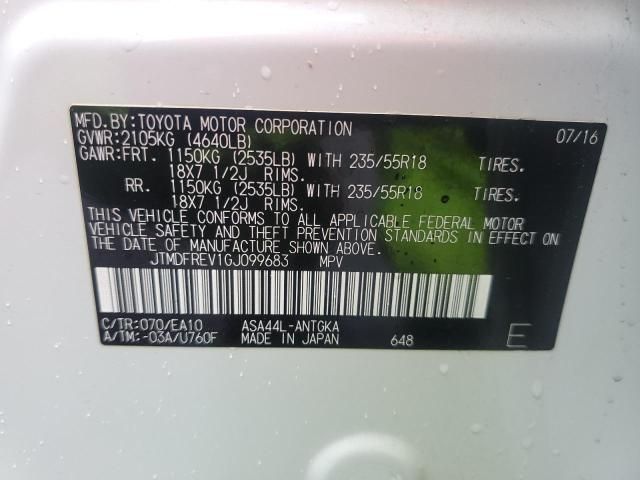 MFD.BY:TOYOTA MOTOR CORPORATION 07/16
GVWR:2105KG (4640LB)
GAWR:FRT. 1150KG (2535LB) WITH 235/55R18 TIRES.
18X7 1/2J RIMS.
RR. 1150KG (2535LB) WITH 235/55R18 TIRES.
18X7 1/2J RIMS.
THIS VEHICLE CONFORMS TO ALL APPLICABLE FEDERAL MOTOR
VEHICLE SAFETY AND THEFT PREVENTION STANDARDS IN EFFECT ON
THE DATE OF MANUFACTURE SHOWN ABOVE.
JTMDFREV1GJ099683 MPV
C/TR:070/EA10 ASA44L-ANTGKA
A/TM:-03A/U760F MADE IN JAPAN 648 E